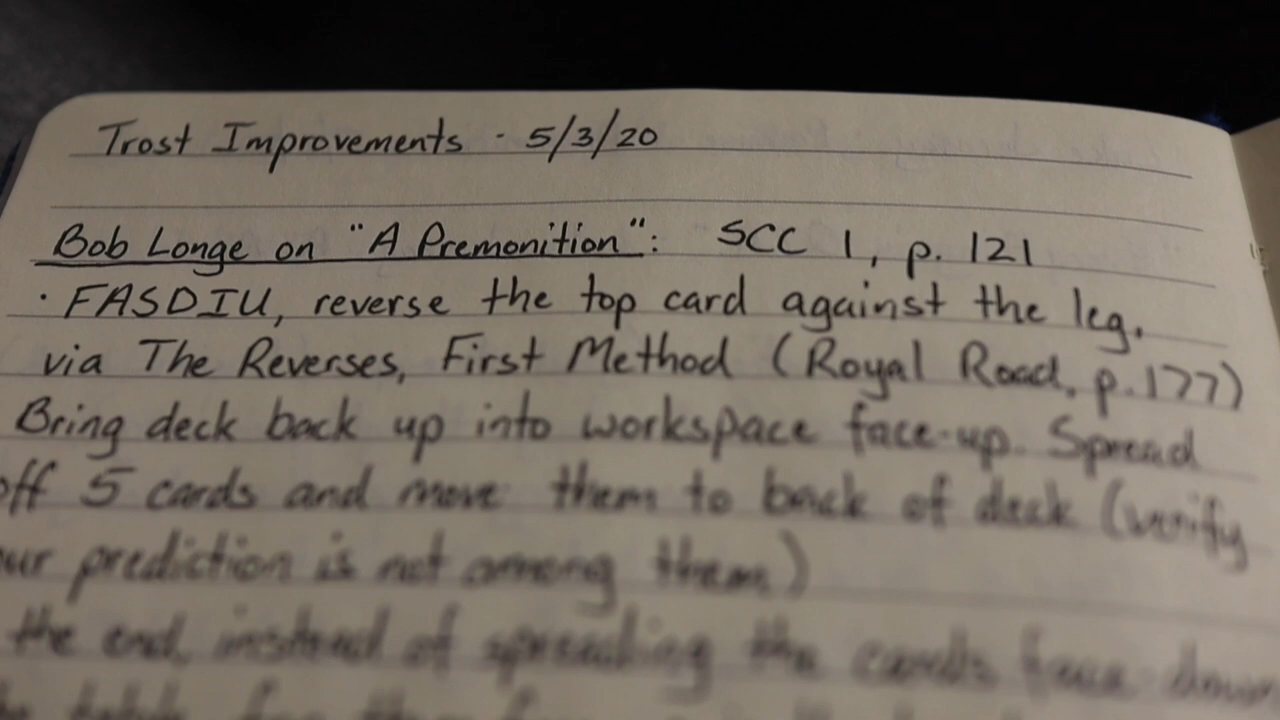 Trost Improvements · 5/3/20
Bob Longe on "A Premonition": SCC 1, p. 121
· FASDIU, reverse the top card against the leg.
via The Reverses, First Method (Royal Road, p.177)
Bring deck back up into workspace face-up. Spread
off 5 cards and move them to back of deck (verify
our prediction is not among them)
the end, instead of spreading the cards face down